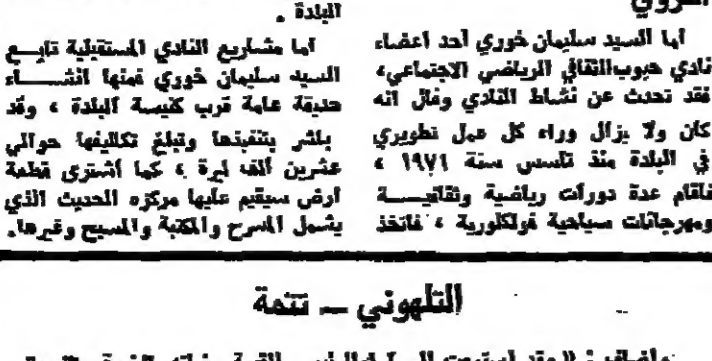 اما السيد سليمان خوري احد اعضاء
نادي حبوب الثقافي الرياضي الاجتماعي،
فقد تحدث عن نشاط النادي وقال انه
كان ولا يزال وراء كل عمل تطويري
في البلدة منذ تأسس سنة ١٩٧١ ،
فاقام عدة دورات رياضية وثقافيـــة
ومهرجانات سياحية فولكلورية ، فاتخذ
البلدة .
اما مشاريع النادي المستقبلية تابـــع
السيد سليمان خوري فمنها انشـــاء
حديقة عامة قرب كنيسة البلدة ، وقد
باشر بتنفيذها وتبلغ تكاليفها حوالي
عشرين ألف ليرة ، كما اشترى قطعة
ارض سيقيم عليها مركزه الحديث الذي
يشمل المسرح والمكتبة والمسبح وغيرها.
التلهوني ــ تتمة